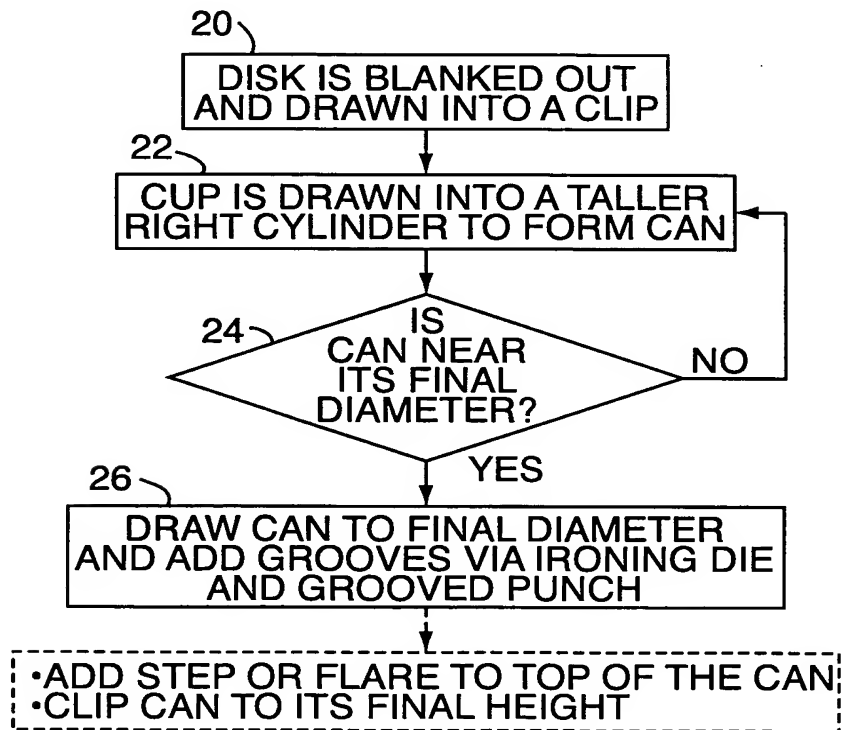 20
DISK IS BLANKED OUT
AND DRAWN INTO A CLIP
22
CUP IS DRAWN INTO A TALLER
RIGHT CYLINDER TO FORM CAN
24
IS
CAN NEAR
ITS FINAL
DIAMETER?
NO
YES
26
DRAW CAN TO FINAL DIAMETER
AND ADD GROOVES VIA IRONING DIE
AND GROOVED PUNCH
•ADD STEP OR FLARE TO TOP OF THE CAN
•CLIP CAN TO ITS FINAL HEIGHT